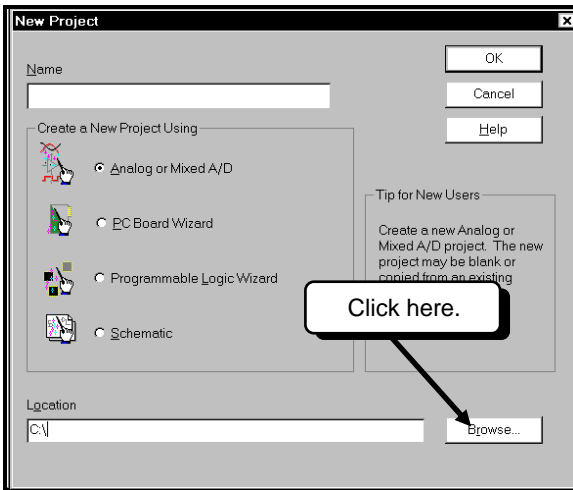 New Project
Name
OK
Cancel
Help
Create a New Project Using
Analog or Mixed A/D
PC Board Wizard
Programmable Logic Wizard
Schematic
Tip for New Users
Create a new Analog or
Mixed A/D project. The new
project may be blank or
copied from an existing
Click here.
Location
C:\
Browse...